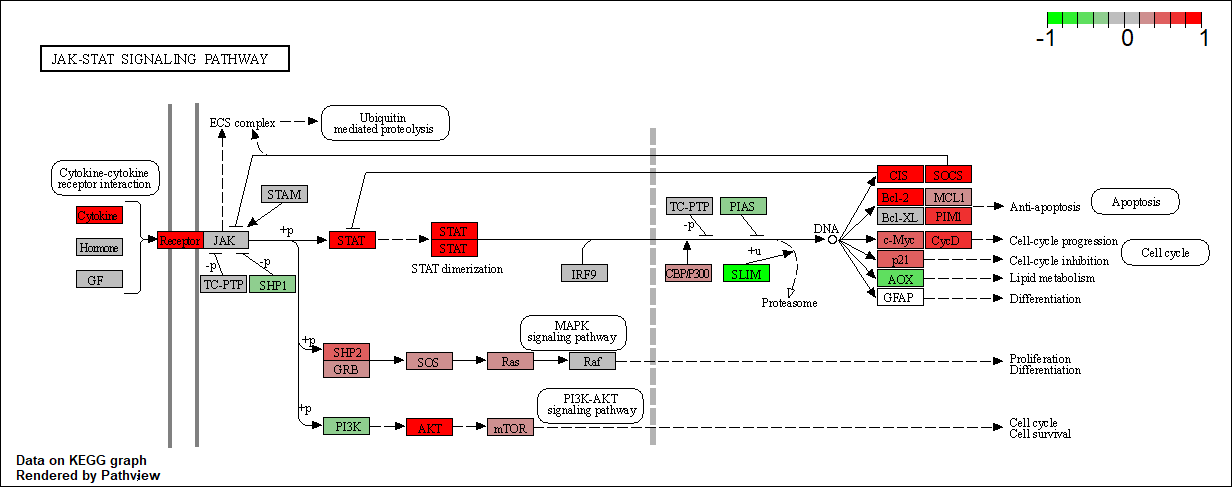 -1 0 1
JAK-STAT SIGNALING PATHWAY
ECS complex
Ubiquitin
mediated proteolysis
Cytokine-cytokine
receptor interaction
STAM
Cytokine
Hormone
GF
Receptor
JAK
+p
STAT
STAT
STAT
STAT dimerization
-p
-p
TC-PTP
SHP1
IRF9
TC-PTP
PIAS
-p
+u
CBP/P300
SLIM
Proteasome
DNA
CIS
SOCS
Bcl-2
MCL1
Bcl-XL
PIM1
c-Myc
CycD
p21
AOX
GFAP
Anti-apoptosis
Apoptosis
Cell-cycle progression
Cell-cycle inhibition
Cell cycle
Lipid metabolism
Differentiation
+p
SHP2
GRB
SOS
Ras
Raf
MAPK
signaling pathway
Proliferation
Differentiation
PI3K-AKT
signaling pathway
+p
PI3K
AKT
mTOR
Cell cycle
Cell survival
Data on KEGG graph
Rendered by Pathview